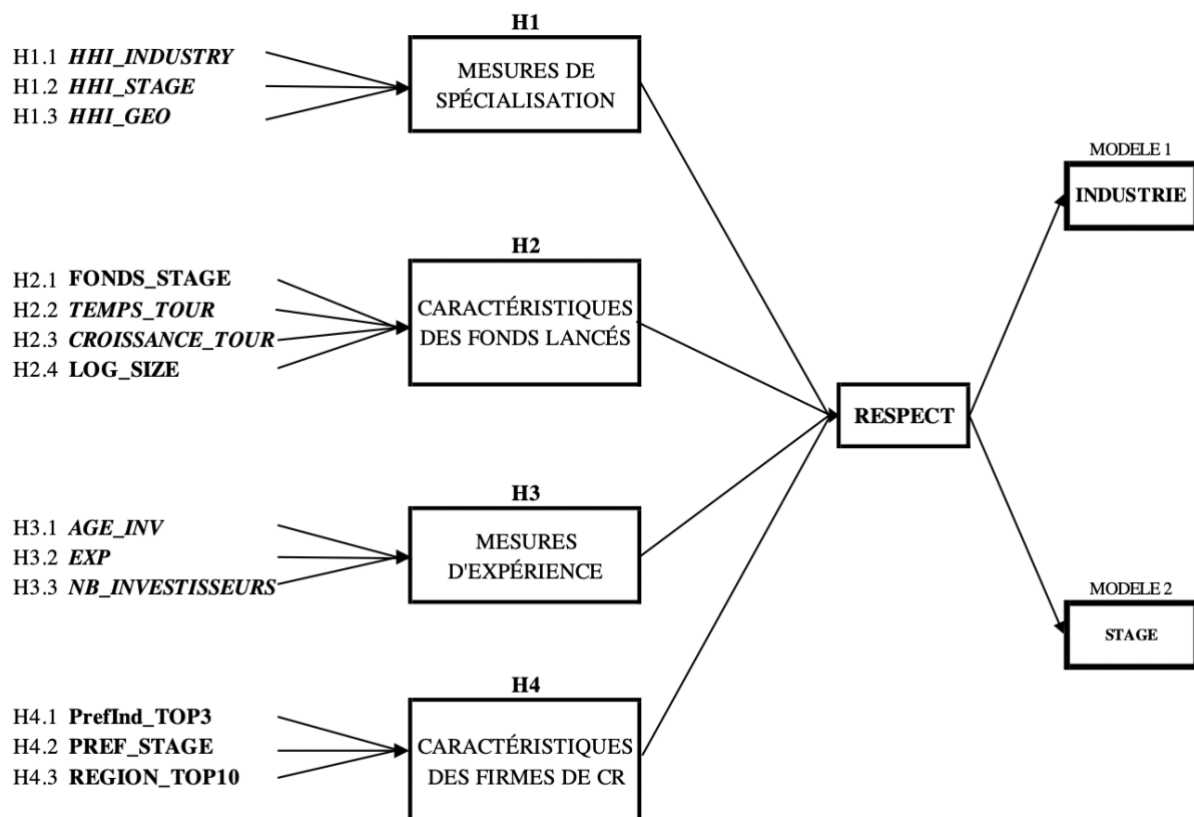 H1
H1.1 HHI_INDUSTRY
H1.2 HHI_STAGE
H1.3 HHI_GEO
MESURES DE
SPÉCIALISATION
H2
H2.1 FONDS_STAGE
H2.2 TEMPS_TOUR
H2.3 CROISSANCE_TOUR
H2.4 LOG_SIZE
CARACTÉRISTIQUES
DES FONDS LANCÉS
H3
H3.1 AGE_INV
H3.2 EXP
H3.3 NB_INVESTISSEURS
MESURES
D'EXPÉRIENCE
H4
H4.1 PrefInd_TOP3
H4.2 PREF_STAGE
H4.3 REGION_TOP10
CARACTÉRISTIQUES
DES FIRMES DE CR
RESPECT
MODELE 1
INDUSTRIE
MODELE 2
STAGE